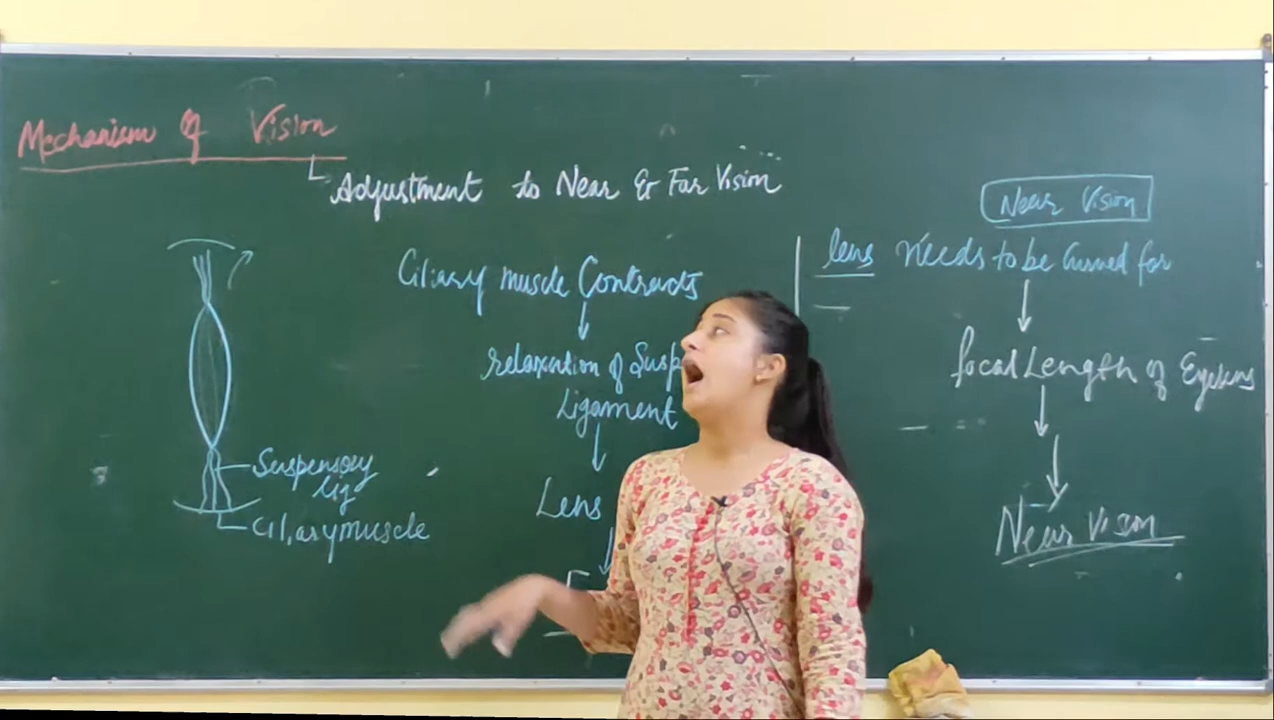 Mechanism of Vision
Adjustment to Near & Far Vision
Ciliary muscle Contracts
relaxation of Susp
Ligament
Lens
Suspensory
lig
Ciliarymuscle
Near Vision
lens needs to be Curved for
focal Length of Eyelens
Near Vision